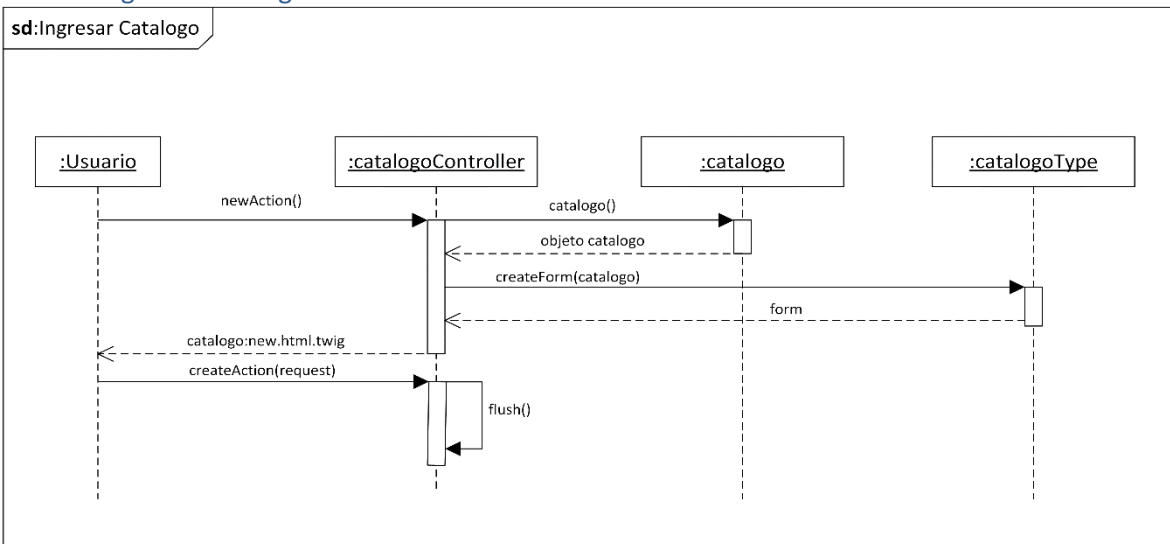 sd:Ingresar Catalogo
:Usuario
:catalogoController
:catalogo
:catalogoType
newAction()
catalogo()
objeto catalogo
createForm(catalogo)
form
catalogo:new.html.twig
createAction(request)
flush()